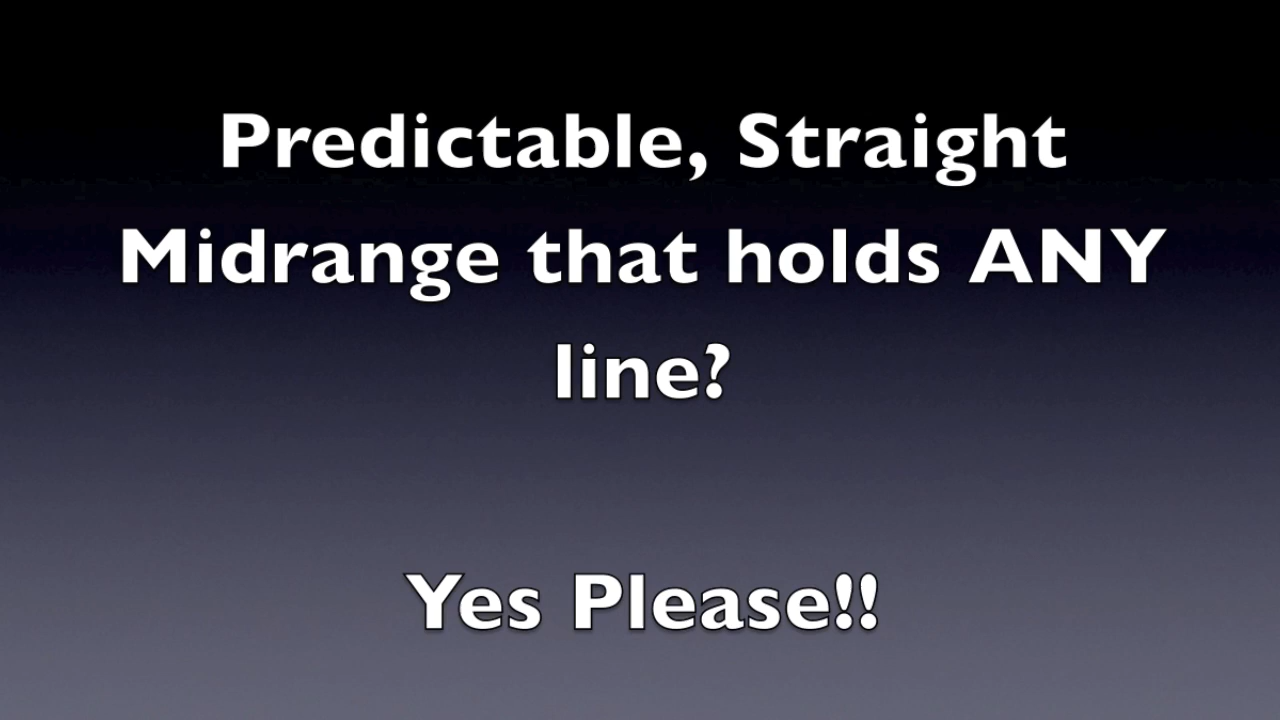 Predictable, Straight
Midrange that holds ANY
line?
Yes Please!!